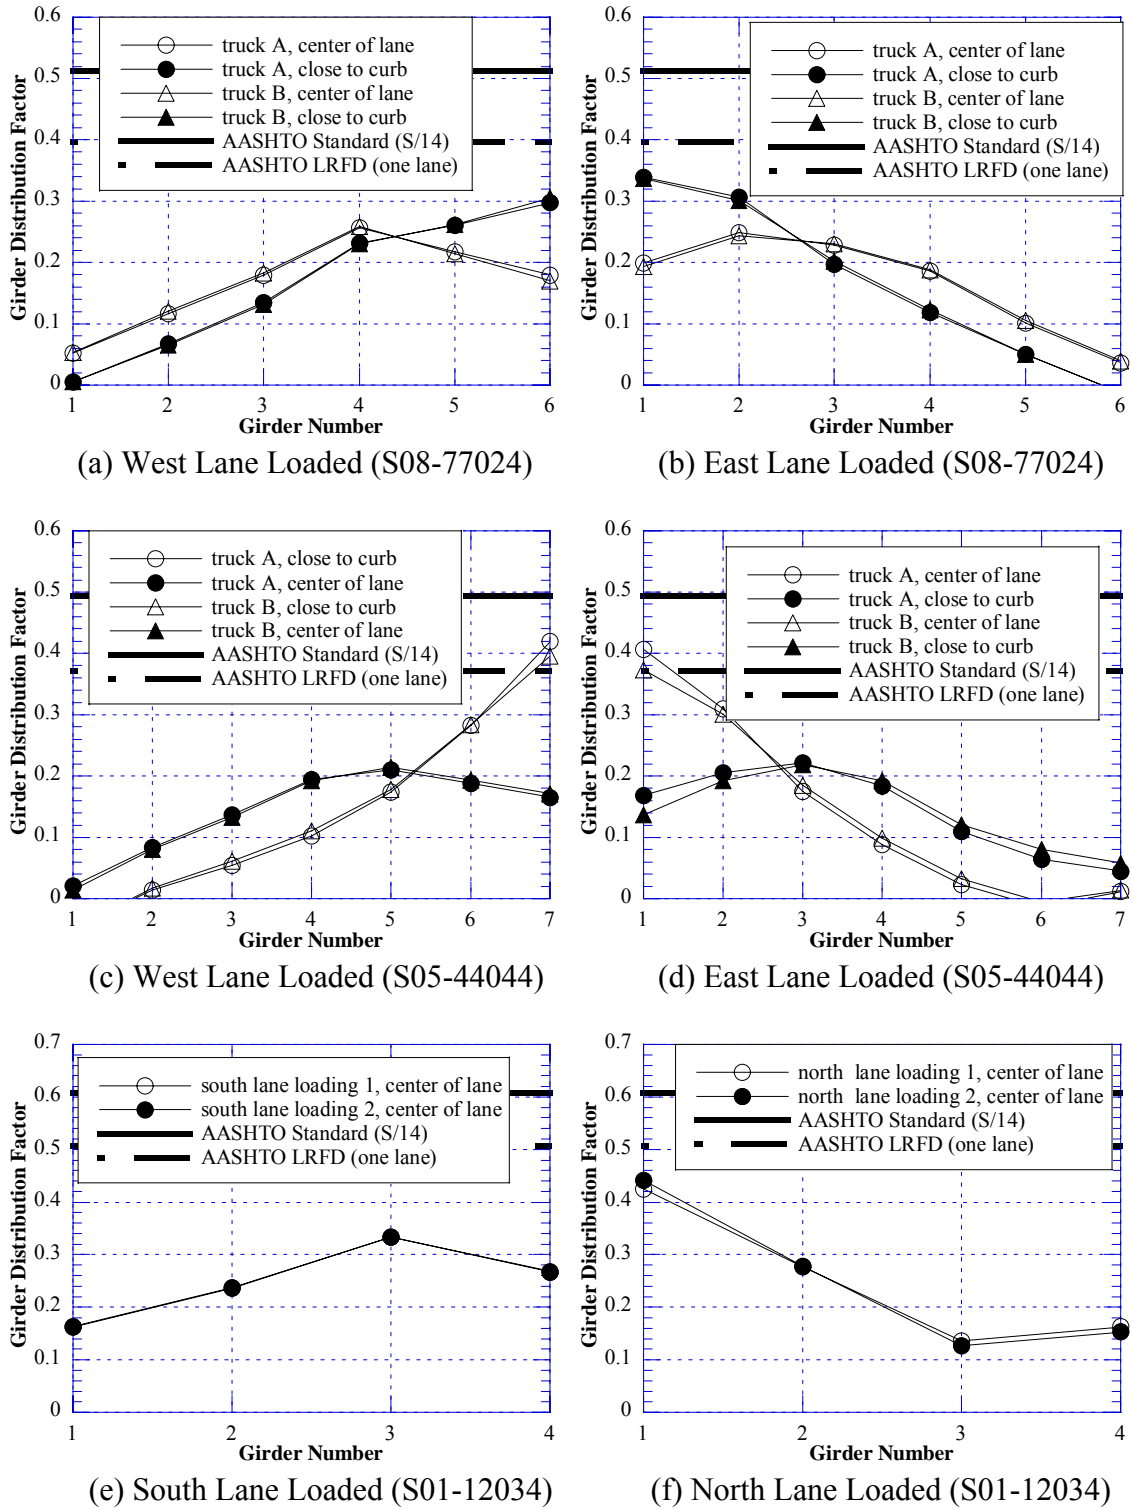 0.6
0.5
0.4
0.3
0.2
0.1
0
Girder Distribution Factor
truck A, center of lane
truck A, close to curb
truck B, center of lane
truck B, close to curb
AASHTO Standard (S/14)
AASHTO LRFD (one lane)
1 2 3 4 5 6
Girder Number
(a) West Lane Loaded (S08-77024)
0.6
0.5
0.4
0.3
0.2
0.1
0
Girder Distribution Factor
truck A, center of lane
truck A, close to curb
truck B, center of lane
truck B, close to curb
AASHTO Standard (S/14)
AASHTO LRFD (one lane)
1 2 3 4 5 6
Girder Number
(b) East Lane Loaded (S08-77024)
0.6
0.5
0.4
0.3
0.2
0.1
0
Girder Distribution Factor
truck A, close to curb
truck A, center of lane
truck B, close to curb
truck B, center of lane
AASHTO Standard (S/14)
AASHTO LRFD (one lane)
1 2 3 4 5 6 7
Girder Number
(c) West Lane Loaded (S05-44044)
0.6
0.5
0.4
0.3
0.2
0.1
0
Girder Distribution Factor
truck A, center of lane
truck A, close to curb
truck B, center of lane
truck B, close to curb
AASHTO Standard (S/14)
AASHTO LRFD (one lane)
1 2 3 4 5 6 7
Girder Number
(d) East Lane Loaded (S05-44044)
0.7
0.6
0.5
0.4
0.3
0.2
0.1
0
Girder Distribution Factor
south lane loading 1, center of lane
south lane loading 2, center of lane
AASHTO Standard (S/14)
AASHTO LRFD (one lane)
1 2 3 4
Girder Number
(e) South Lane Loaded (S01-12034)
0.7
0.6
0.5
0.4
0.3
0.2
0.1
0
Girder Distribution Factor
north lane loading 1, center of lane
north lane loading 2, center of lane
AASHTO Standard (S/14)
AASHTO LRFD (one lane)
1 2 3 4
Girder Number
(f) North Lane Loaded (S01-12034)